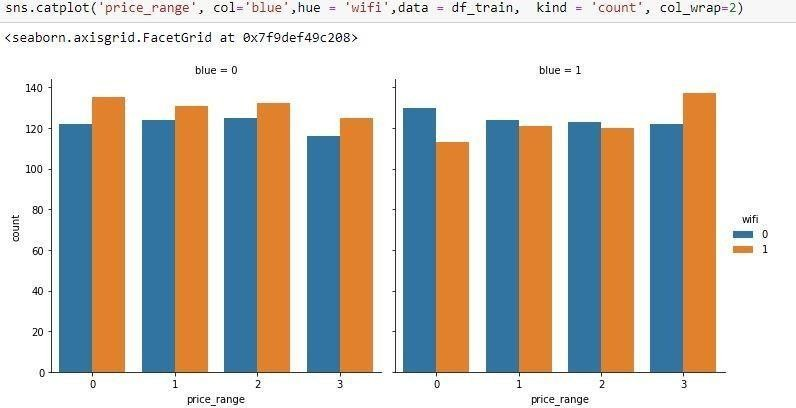 sns.catplot('price_range', col='blue',hue = 'wifi',data = df_train,  kind = 'count', col_wrap=2)
<seaborn.axisgrid.FacetGrid at 0x7f9def49c208>
blue = 0
blue = 1
140
120
100
80
60
40
20
0
count
0 1 2 3
price_range
0 1 2 3
price_range
wifi
0
1